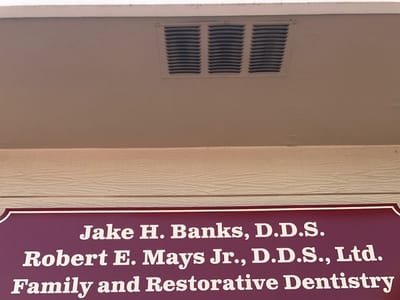 Jake H. Banks, D.D.S.
Robert E. Mays Jr., D.D.S., Ltd.
Family and Restorative Dentistry